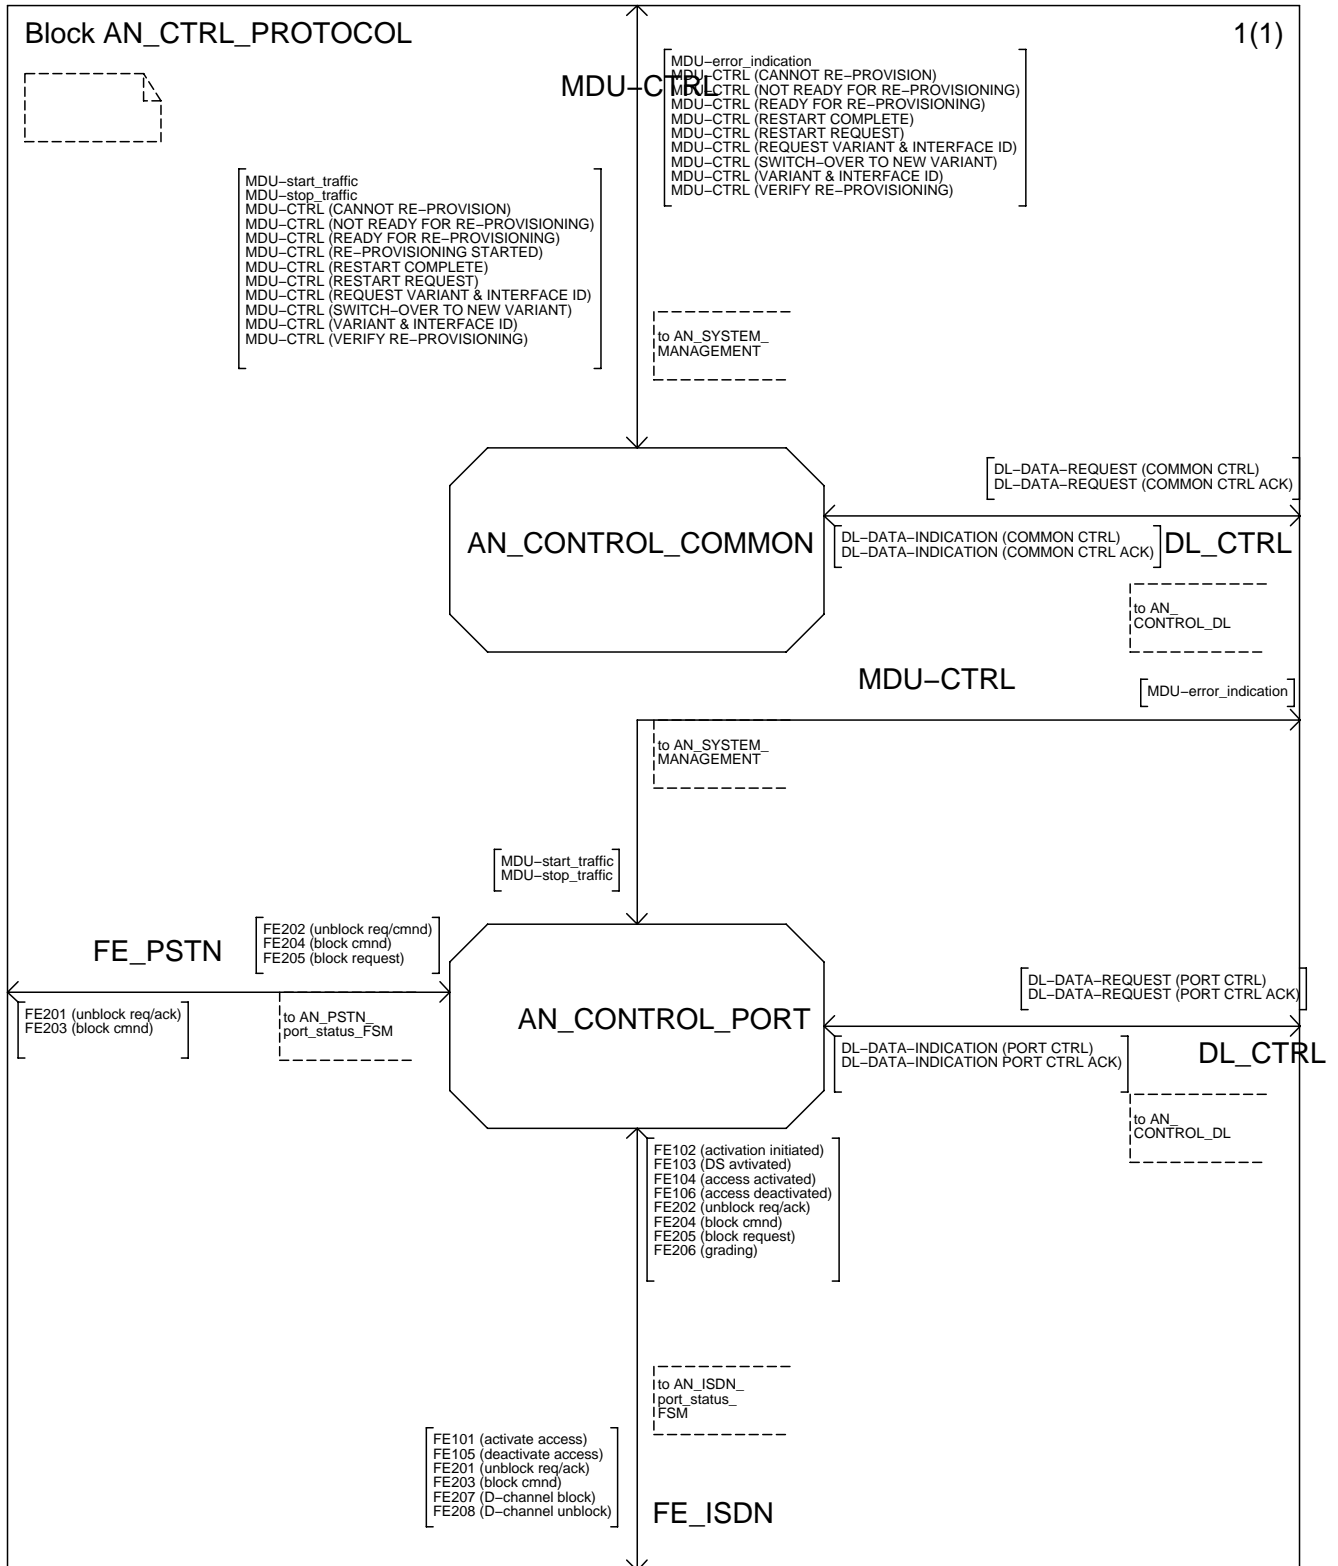 Block AN_CTRL_PROTOCOL
1(1)
MDU−CTRL
MDU−error_indication
MDU−CTRL (CANNOT RE−PROVISION)
MDU−CTRL (NOT READY FOR RE−PROVISIONING)
MDU−CTRL (READY FOR RE−PROVISIONING)
MDU−CTRL (RESTART COMPLETE)
MDU−CTRL (RESTART REQUEST)
MDU−CTRL (REQUEST VARIANT & INTERFACE ID)
MDU−CTRL (SWITCH−OVER TO NEW VARIANT)
MDU−CTRL (VARIANT & INTERFACE ID)
MDU−CTRL (VERIFY RE−PROVISIONING)
MDU−start_traffic
MDU−stop_traffic
MDU−CTRL (CANNOT RE−PROVISION)
MDU−CTRL (NOT READY FOR RE−PROVISIONING)
MDU−CTRL (READY FOR RE−PROVISIONING)
MDU−CTRL (RE−PROVISIONING STARTED)
MDU−CTRL (RESTART COMPLETE)
MDU−CTRL (RESTART REQUEST)
MDU−CTRL (REQUEST VARIANT & INTERFACE ID)
MDU−CTRL (SWITCH−OVER TO NEW VARIANT)
MDU−CTRL (VARIANT & INTERFACE ID)
MDU−CTRL (VERIFY RE−PROVISIONING)
to AN_SYSTEM_
MANAGEMENT
DL−DATA−REQUEST (COMMON CTRL)
DL−DATA−REQUEST (COMMON CTRL ACK)
AN_CONTROL_COMMON
DL−DATA−INDICATION (COMMON CTRL)
DL−DATA−INDICATION (COMMON CTRL ACK)
DL_CTRL
to AN_
CONTROL_DL
MDU−CTRL
MDU−error_indication
to AN_SYSTEM_
MANAGEMENT
MDU−start_traffic
MDU−stop_traffic
FE_PSTN
FE202 (unblock req/cmnd)
FE204 (block cmnd)
FE205 (block request)
FE201 (unblock req/ack)
FE203 (block cmnd)
to AN_PSTN_
port_status_FSM
AN_CONTROL_PORT
DL−DATA−REQUEST (PORT CTRL)
DL−DATA−REQUEST (PORT CTRL ACK)
DL−DATA−INDICATION (PORT CTRL)
DL−DATA−INDICATION PORT CTRL ACK)
DL_CTRL
to AN_
CONTROL_DL
FE102 (activation initiated)
FE103 (DS avtivated)
FE104 (access activated)
FE106 (access deactivated)
FE202 (unblock req/ack)
FE204 (block cmnd)
FE205 (block request)
FE206 (grading)
to AN_ISDN_
port_status_
FSM
FE101 (activate access)
FE105 (deactivate access)
FE201 (unblock req/ack)
FE203 (block cmnd)
FE207 (D−channel block)
FE208 (D−channel unblock)
FE_ISDN